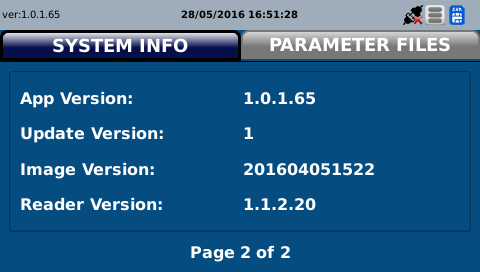 ver:1.0.1.65 28/05/2016 16:51:28
SYSTEM INFO PARAMETER FILES
App Version: 1.0.1.65
Update Version: 1
Image Version: 201604051522
Reader Version: 1.1.2.20
Page 2 of 2